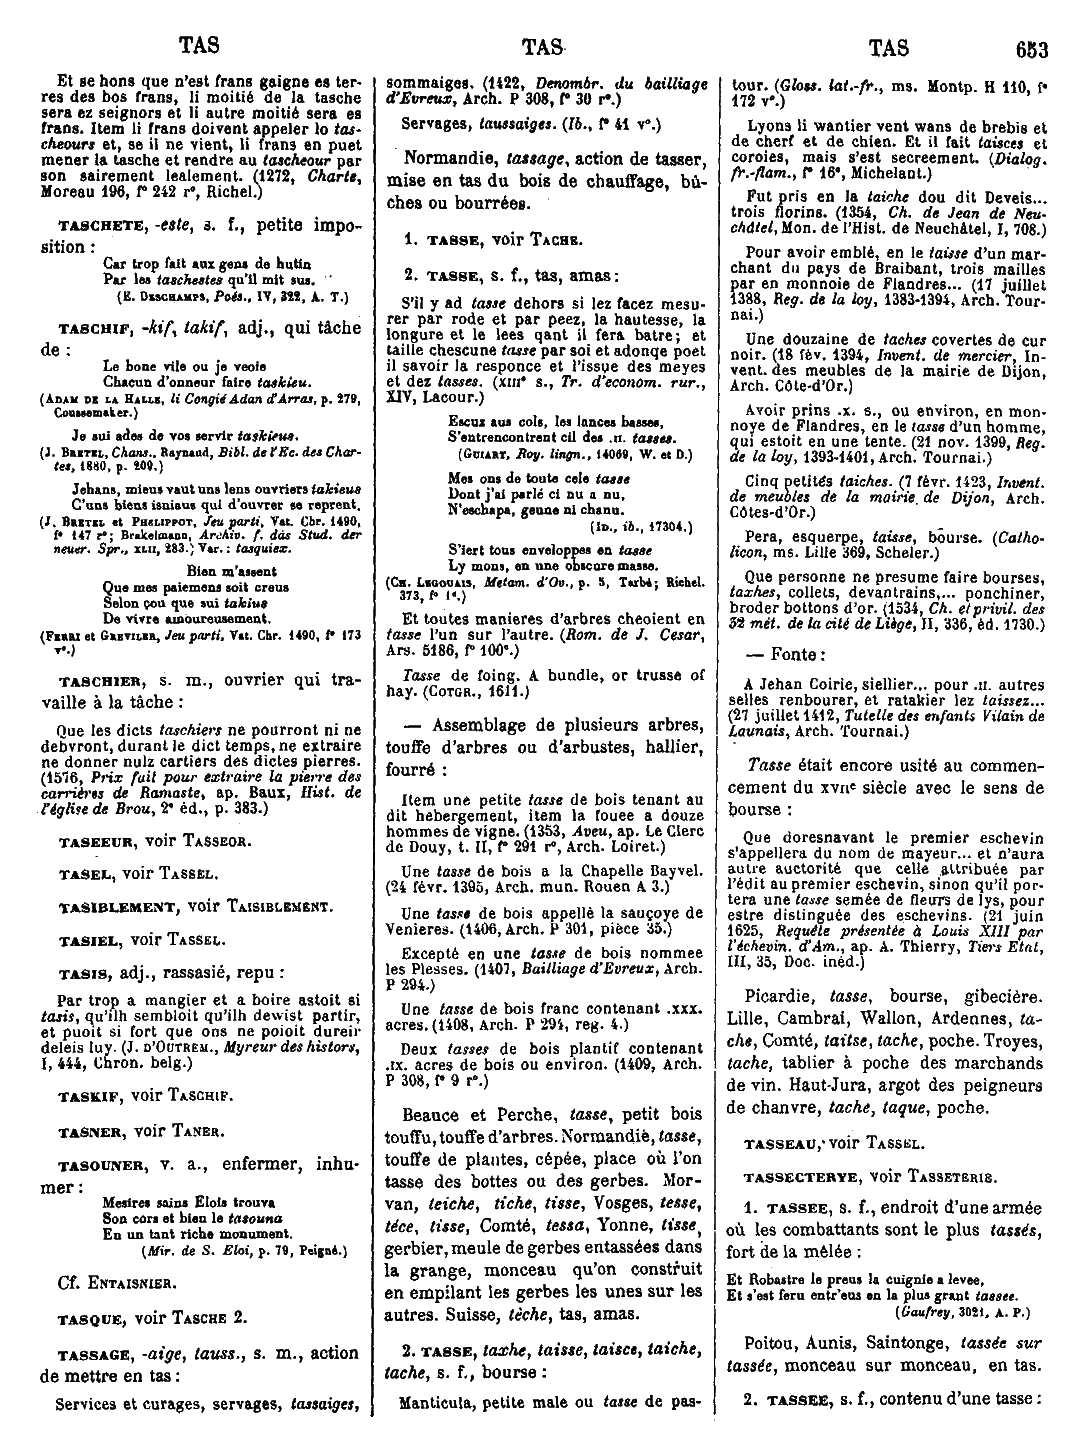 TAS
TAS
TAS
653
Et se hons que n'est frans gaigne es ter-
res des bos frans, li moitié de la tasche
sera ez seignors et li autre moitié sera es
frans. Item li frans doivent appeler lo tas-
cheours et, se il ne vient, li frans en puet
mener la tasche et rendre au tascheour par
son sairement lealement. (1272, Charte,
Moreau 196, f° 242 r°, Richel.)
TASCHETE, -este, s. f., petite impo-
sition :
Car trop fait aux gens de hutin
Par les taschestes qu'il mit sus.
(E. DESCHAMPS, Poés., IV, 322, A. T.)
TASCHIF, -kif, takif, adj., qui tâche
de :
Le bone vile ou je veoie
Chacun d'onneur faire taskieu.
(ADAM DE LA HALLE, li Congié Adan d'Arras, p. 279,
Coussemaker.)
Je sui ades de vos servir taskieus.
(J. BRETEL, Chans., Raynaud, Bibl. de l'Ec. des Char-
tes, 1880, p. 209.)
Jehans, mieus vaut uns lens ouvriers takieus
C'uns biens isniaus qui d'ouvrer se reprent.
(J. BRETEL et PHELIPPOT, Jeu parti, Vat. Chr. 1490,
f° 147 r°; Brakelmann, Archiv. f. das Stud. der
neuer. Spr., XLII, 283.) Var. : tasquiex.
Bien m'assent
Que mes paiemens soit creus
Selon çou que sui takius
De vivre amoureusement.
(FERRI et GREVILER, Jeu parti, Vat. Chr. 1490, f° 173
v°.)
TASCHIER, s. m., ouvrier qui tra-
vaille à la tâche :
Que les dicts taschiers ne pourront ni ne
debvront, durant le dict temps, ne extraire
ne donner nulz cartiers des dictes pierres.
(1576, Prix fait pour extraire la pierre des
carrières de Ramaste, ap. Baux, Hist. de
l'église de Brou, 2° éd., p. 383.)
TASEEUR, voir TASSEOR.
TASEL, voir TASSEL.
TASIBLEMENT, voir TAISIBLEMENT.
TASIEL, voir TASSEL.
TASIS, adj., rassasié, repu :
Par trop a mangier et a boire astoit si
tasis, qu'ilh sembloit qu'ilh dewist partir,
et puoit si fort que ons ne poioit dureir
deleis luy. (J. D'OUTREM., Myreur des histors,
I, 444, Chron. belg.)
TASKIF, voir TASCHIF.
TASNER, voir TANER.
TASOUNER, v. a., enfermer, inhu-
mer :
Mesires sains Elois trouva
Son cors et bien le tasouna
En un tant riche monument.
(Mir. de S. Eloi, p. 79, Peigné.)
Cf. ENTAISNIER.
TASQUE, voir TASCHE 2.
TASSAGE, -aige, tauss., s. m., action
de mettre en tas :
Services et curages, servages, tassaiges,
sommaiges. (1422, Denombr. du bailliage
d'Evreux, Arch. P 308, f° 30 r°.)
Servages, taussaiges. (Ib., f° 41 v°.)
Normandie, tassage, action de tasser,
mise en tas du bois de chauffage, bû-
ches ou bourrées.
1. TASSE, voir TACHE.
2. TASSE, s. f., tas, amas :
S'il y ad tasse dehors si lez facez mesu-
rer par rode et par peez, la hautesse, la
longure et le lees qant il fera batre; et
taille chescune tasse par soi et adonqe poet
il savoir la responce et l'issue des meyes
et dez tasses. (XIII° s., Tr. d'econom. rur.,
XIV, Lacour.)
Escuz aus cols, les lances basses,
S'entrencontrent cil des .II. tasses.
(GUIART, Roy. lingn., 14069, W. et D.)
Mes ons de toute cele tasse
Dont j'ai parlé ci nu a nu,
N'eschapa, geune ni chanu.
(ID., ib., 17304.)
S'iert tous enveloppes en tasse
Ly mons, en une obscure masse.
(CH. LEGOUAIS, Metam. d'Ov., p. 5, Tarbé; Richel.
373, f° 1ª.)
Et toutes manieres d'arbres cheoient en
tasse l'un sur l'autre. (Rom. de J. Cesar,
Ars. 5186, f° 100°.)
Tasse de foing. A bundle, or trusse of
hay. (COTGR., 1611.)
— Assemblage de plusieurs arbres,
touffe d'arbres ou d'arbustes, hallier,
fourré :
Item une petite tasse de bois tenant au
dit hebergement, item la fouee a douze
hommes de vigne. (1353, Aveu, ap. Le Clerc
de Douy, t. II, f° 291 r°, Arch. Loiret.)
Une tasse de bois a la Chapelle Bayvel.
(24 févr. 1395, Arch. mun. Rouen A 3.)
Une tasse de bois appellé la sauçoye de
Venieres. (1406, Arch. P 301, pièce 35.)
Excepté en une tasse de bois nommee
les Plesses. (1407, Bailliage d'Evreux, Arch.
P 294.)
Une tasse de bois franc contenant .XXX.
acres. (1408, Arch. P 294, reg. 4.)
Deux tasses de bois plantif contenant
.IX. acres de bois ou environ. (1409, Arch.
P 308, f° 9 r°.)
Beauce et Perche, tasse, petit bois
touffu, touffe d'arbres. Normandie, tasse,
touffe de plantes, cépée, place où l'on
tasse des bottes ou des gerbes. Mor-
van, teiche, tiche, tisse, Vosges, tesse,
téce, tisse, Comté, tessa, Yonne, tisse,
gerbier, meule de gerbes entassées dans
la grange, monceau qu'on construit
en empilant les gerbes les unes sur les
autres. Suisse, tèche, tas, amas.
2. TASSE, taxhe, taisse, taisce, taiche,
tache, s. f., bourse :
Manticula, petite male ou tasse de pas-
tour. (Gloss. lat.-fr., ms. Montp. H 110, f°
172 v°.)
Lyons li wantier vent wans de brebis et
de cherf et de chien. Et il fait taisces et
coroies, mais s'est secreement. (Dialog.
fr.-flam., f° 16°, Michelant.)
Fut pris en la taiche dou dit Deveis...
trois florins. (1354, Ch. de Jean de Neu-
châtel, Mon. de l'Hist. de Neuchâtel, I, 708.)
Pour avoir emblé, en le taisse d'un mar-
chant du pays de Braibant, trois mailles
par en monnoie de Flandres... (17 juillet
1388, Reg. de la loy, 1383-1394, Arch. Tour-
nai.)
Une douzaine de taches covertes de cur
noir. (18 fév. 1394, Invent. de mercier, In-
vent. des meubles de la mairie de Dijon,
Arch. Côte-d'Or.)
Avoir prins .x. s., ou environ, en mon-
noye de Flandres, en le tasse d'un homme,
qui estoit en une tente. (21 nov. 1399, Reg.
de la loy, 1393-1401, Arch. Tournai.)
Cinq petités taiches. (7 févr. 1423, Invent.
de meubles de la mairie de Dijon, Arch.
Côtes-d'Or.)
Pera, esquerpe, taisse, bourse. (Catho-
licon, ms. Lille 369, Scheler.)
Que personne ne presume faire bourses,
taxhes, collets, devantrains,... ponchiner,
broder bottons d'or. (1534, Ch. et privil. des
32 mét. de la cité de Liège, II, 336, éd. 1730.)
— Fonte :
A Jehan Coirie, siellier... pour .II. autres
selles renbourer, et ratakier lez taissez...
(27 juillet 1412, Tutelle des enfants Vilain de
Launais, Arch. Tournai.)
Tasse était encore usité au commen-
cement du XVIIe siècle avec le sens de
bourse :
Que doresnavant le premier eschevin
s'appellera du nom de mayeur... et n'aura
autre auctorité que celle attribuée par
l'édit au premier eschevin, sinon qu'il por-
tera une tasse semée de fleurs de lys, pour
estre distinguée des eschevins. (21 juin
1625, Requête présentée à Louis XIII par
l'échevin. d'Am., ap. A. Thierry, Tiers Etat,
III, 35, Doc. inéd.)
Picardie, tasse, bourse, gibecière.
Lille, Cambrai, Wallon, Ardennes, ta-
che, Comté, taitse, tache, poche. Troyes,
tache, tablier à poche des marchands
de vin. Haut-Jura, argot des peigneurs
de chanvre, tache, taque, poche.
TASSEAU, voir TASSEL.
TASSECTERYE, voir TASSETERIE.
1. TASSEE, s. f., endroit d'une armée
où les combattants sont le plus tassés,
fort de la mêlée :
Et Robastre le preus la cuignie a levee,
Et s'est feru entr'eus en la plus grant tassee.
(Gaufrey, 3021, A. P.)
Poitou, Aunis, Saintonge, tassée sur
tassée, monceau sur monceau, en tas.
2. TASSEE, s. f., contenu d'une tasse :